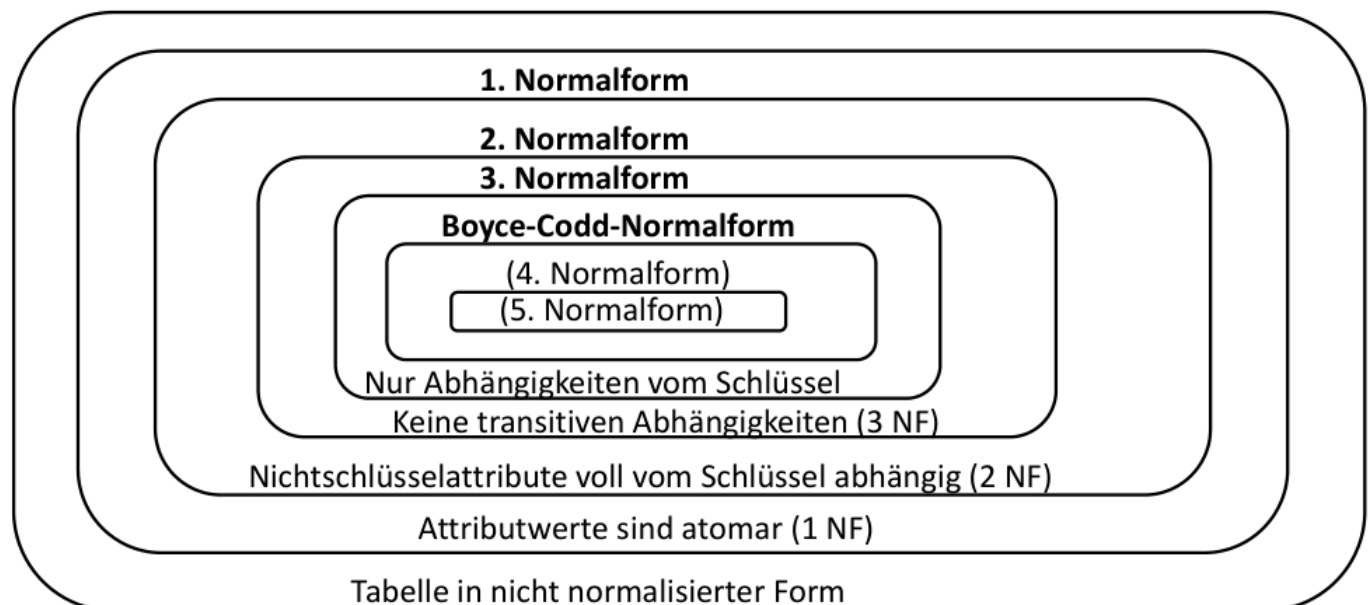 1. Normalform
2. Normalform
3. Normalform
Boyce-Codd-Normalform
(4. Normalform)
(5. Normalform)
Nur Abhängigkeiten vom Schlüssel
Keine transitiven Abhängigkeiten (3 NF)
Nichtschlüsselattribute voll vom Schlüssel abhängig (2 NF)
Attributwerte sind atomar (1 NF)
Tabelle in nicht normalisierter Form